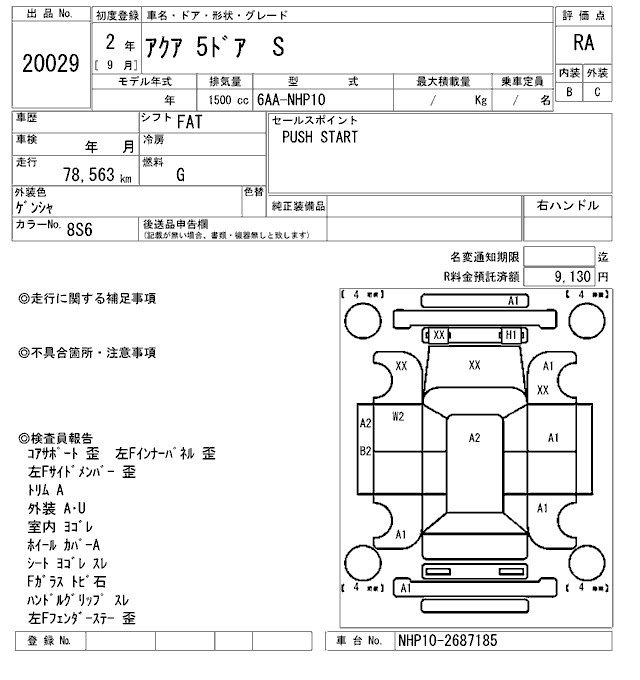 出品No.
20029
初度登録
2年
[9月]
車名・ドア・形状・グレード
アクア 5ドア S
評価点
RA
内装 外装
B C
モデル年式
年
排気量
1500 cc
型式
6AA-NHP10
最大積載量
/ Kg
乗車定員
/ 名
車歴
シフト FAT
車検
年 月
冷房
走行
78,563 km
燃料
G
セールスポイント
PUSH START
外装色
ゲンシャ
色替
純正装備品
右ハンドル
カラーNo. 8S6
後送品申告欄
(記載が無い場合、書類・機器無しと致します)
名変通知期限 迄
R料金預託済額 9,130 円
◎走行に関する補足事項
◎不具合箇所・注意事項
◎検査員報告
コアサポート 歪 左Fインナーパネル 歪
左Fサイドメンバー 歪
トリム A
外装 A・U
室内 ヨゴレ
ホイール カバーA
シート ヨゴレ スレ
Fガラス トビ石
ハンドルグリップ スレ
左Fフェンダーステー 歪
[ 4
A1
[ 4
XX
H1
XX
XX
A1
XX
A2
W2
B2
A2
A1
A1
A1
[ 4
A1
[ 4
登録No.
車台No. NHP10-2687185